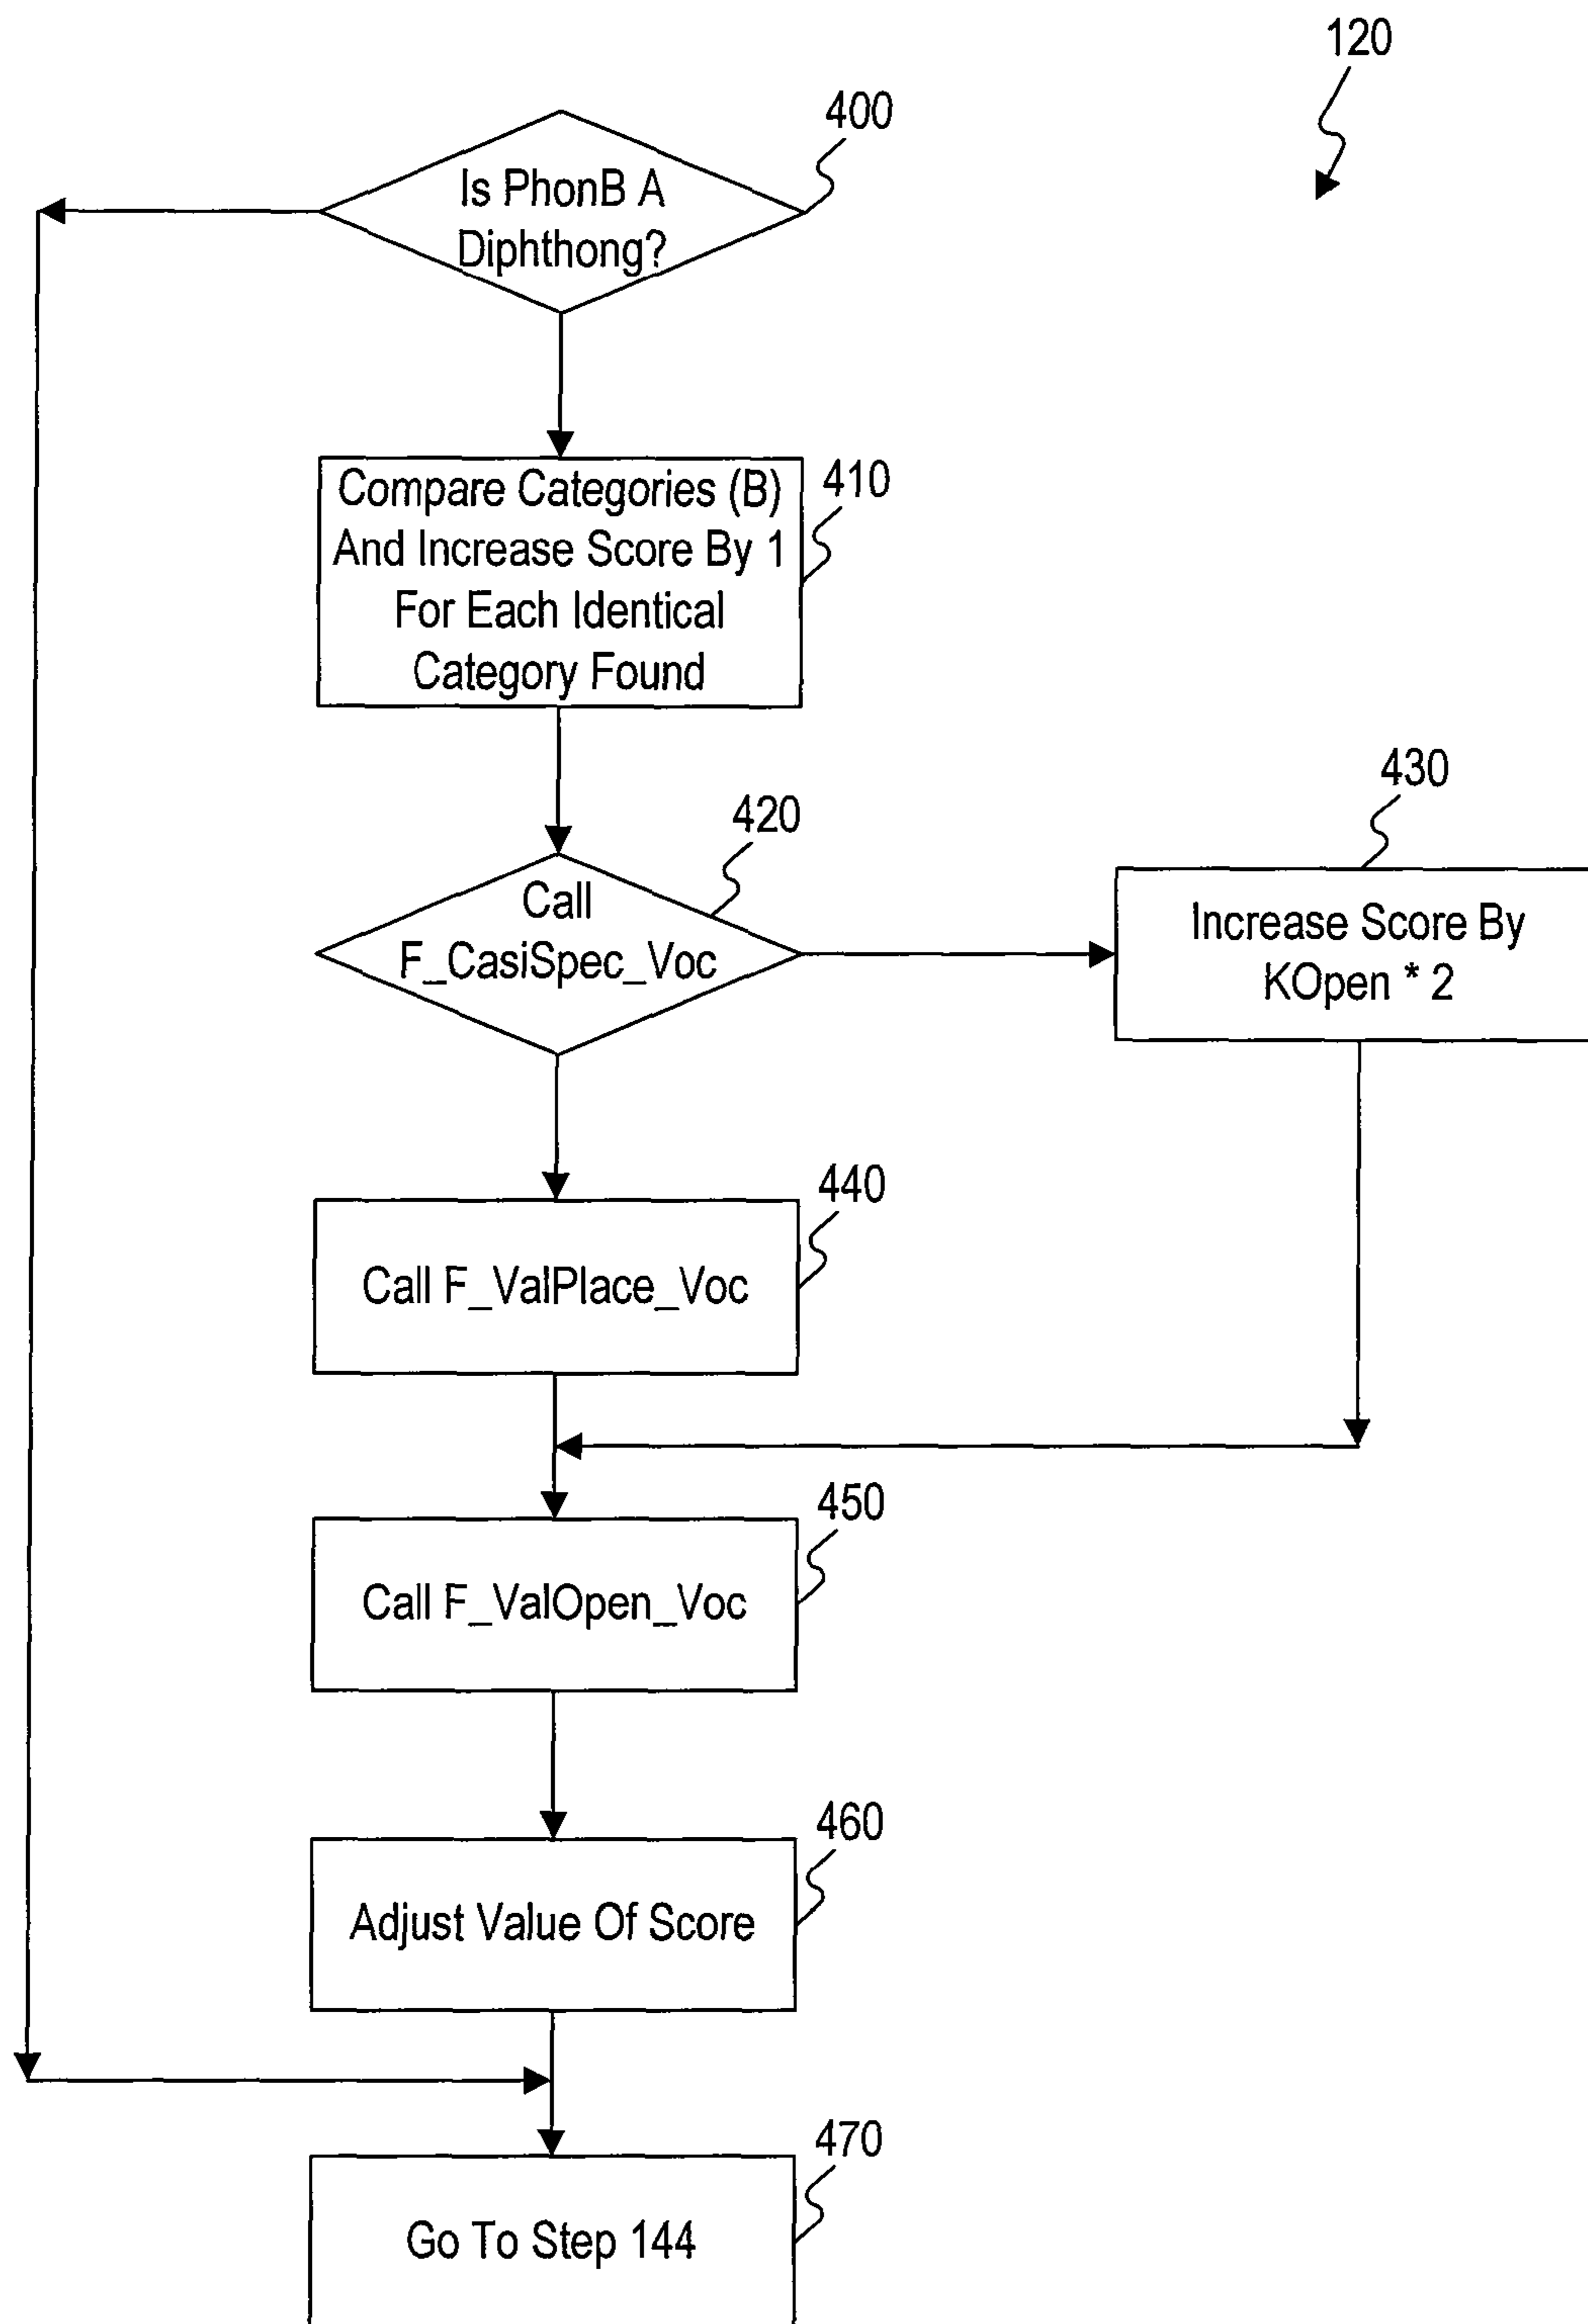 120
400
Is PhonB A
Diphthong?
Compare Categories (B)
And Increase Score By 1
For Each Identical
Category Found
410
420
Call
F_CasiSpec_Voc
430
Increase Score By
KOpen * 2
440
Call F_ValPlace_Voc
450
Call F_ValOpen_Voc
460
Adjust Value Of Score
470
Go To Step 144